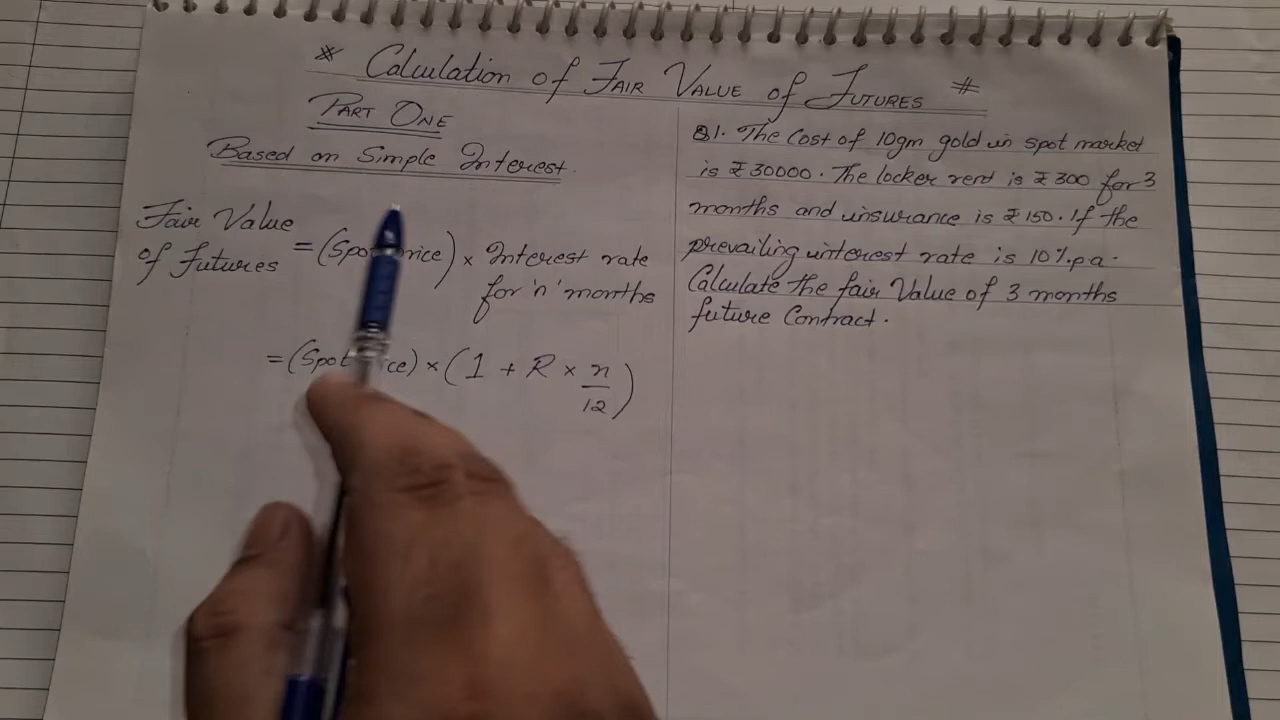 * Calculation of FAIR VALUE of FUTURES #
PART ONE
Based on Simple Interest.
Fair Value
of Futures = (Spot Price) × Interest rate
for 'n' months
= (Spot Price) × (1 + R × n/12)
Q1. The Cost of 10gm gold in spot market
is ₹30000. The locker rent is ₹300 for 3
months and insurance is ₹150. If the
prevailing interest rate is 10% p.a.
Calculate the fair Value of 3 months
future Contract.